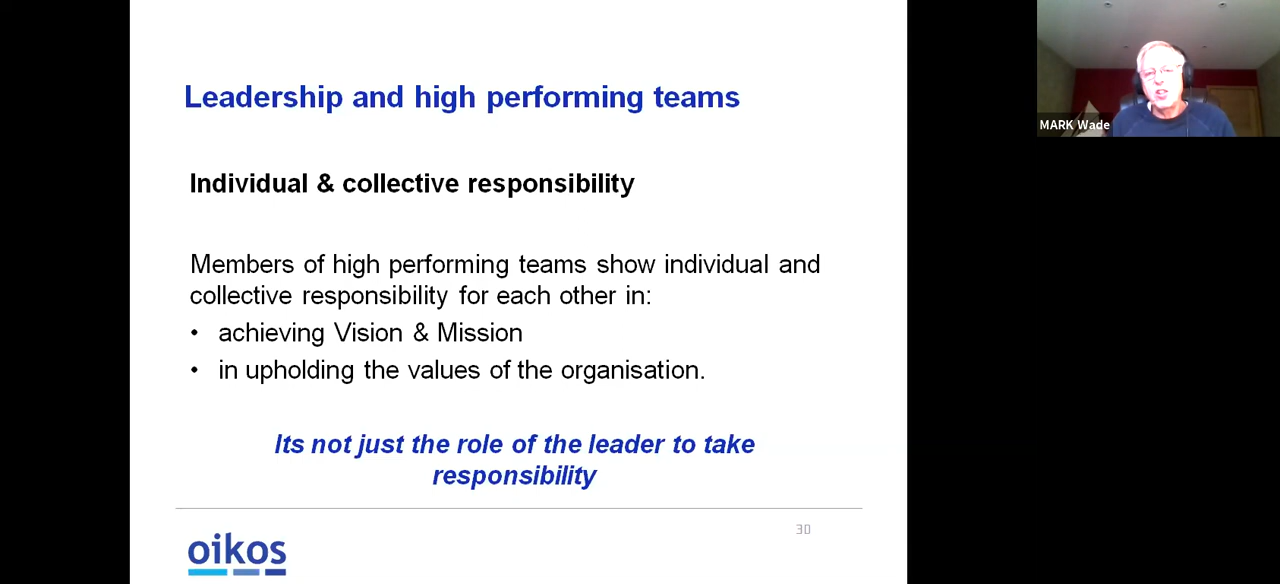 Leadership and high performing teams
MARK Wade
Individual & collective responsibility
Members of high performing teams show individual and
collective responsibility for each other in:
• achieving Vision & Mission
• in upholding the values of the organisation.
Its not just the role of the leader to take
responsibility
30
oikos